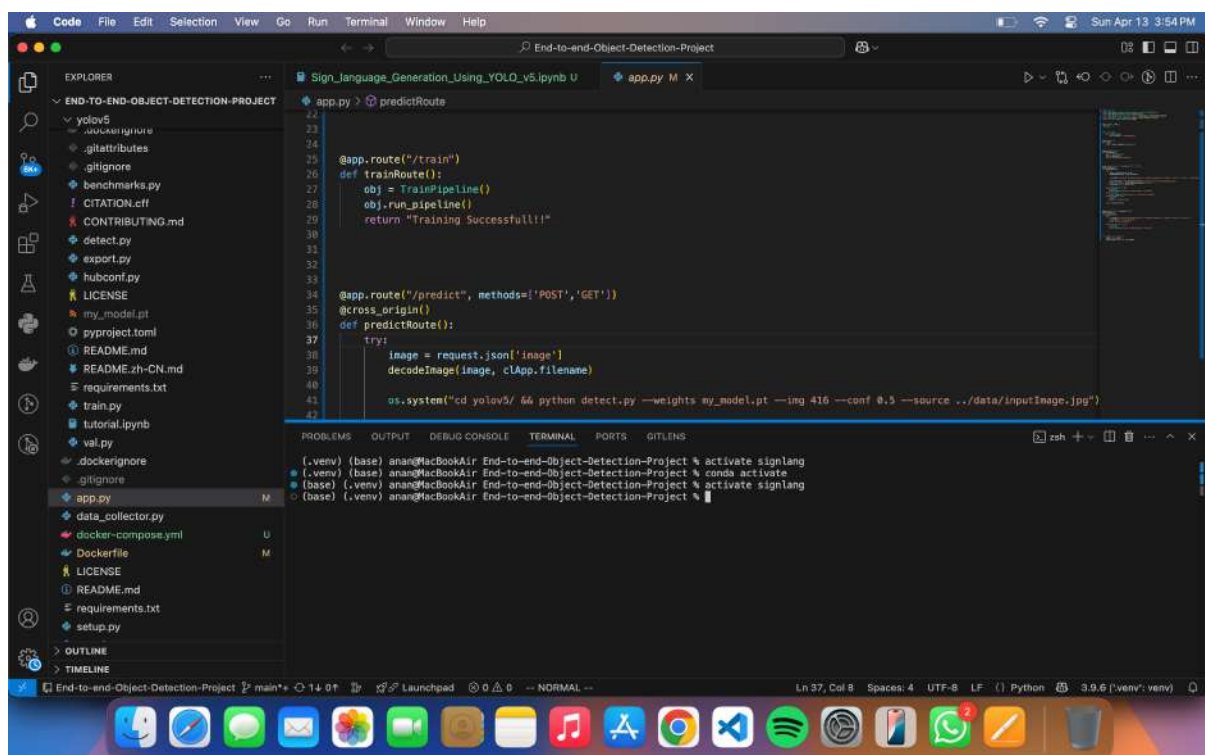 Code File Edit Selection View Go Run Terminal Window Help Sun Apr 13 3:54 PM
End-to-end-Object-Detection-Project
EXPLORER
Sign_language_Generation_Using_YOLO_v5.ipynb U
app.py M
END-TO-END-OBJECT-DETECTION-PROJECT
app.py > predictRoute
yolov5
.dockerignore
.gitattributes
.gitignore
benchmarks.py
CITATION.cff
CONTRIBUTING.md
detect.py
export.py
hubconf.py
LICENSE
my_model.pt
pyproject.toml
README.md
README.zh-CN.md
requirements.txt
train.py
tutorial.ipynb
val.py
.dockerignore
.gitignore
app.py M
data_collector.py
docker-compose.yml U
Dockerfile M
LICENSE
README.md
requirements.txt
setup.py
OUTLINE
TIMELINE
8K+
22
23
24
25 @app.route("/train")
26 def trainRoute():
27 obj = TrainPipeline()
28 obj.run_pipeline()
29 return "Training Successfull!!"
30
31
32
33
34 @app.route("/predict", methods=['POST','GET'])
35 @cross_origin()
36 def predictRoute():
37 try:
38 image = request.json['image']
39 decodeImage(image, clApp.filename)
40
41 os.system("cd yolov5/ && python detect.py --weights my_model.pt --img 416 --conf 0.5 --source ../data/inputImage.jpg")
42
PROBLEMS OUTPUT DEBUG CONSOLE TERMINAL PORTS GITLENS
zsh
(.venv) (base) anan@MacBookAir End-to-end-Object-Detection-Project % activate signlang
(.venv) (base) anan@MacBookAir End-to-end-Object-Detection-Project % conda activate
(base) (.venv) anan@MacBookAir End-to-end-Object-Detection-Project % activate signlang
(base) (.venv) anan@MacBookAir End-to-end-Object-Detection-Project %
End-to-end-Object-Detection-Project main*+ 1↓ 0↑ Launchpad 0 0 -- NORMAL -- Ln 37, Col 8 Spaces: 4 UTF-8 LF Python 3.9.6 ('.venv': venv)
2